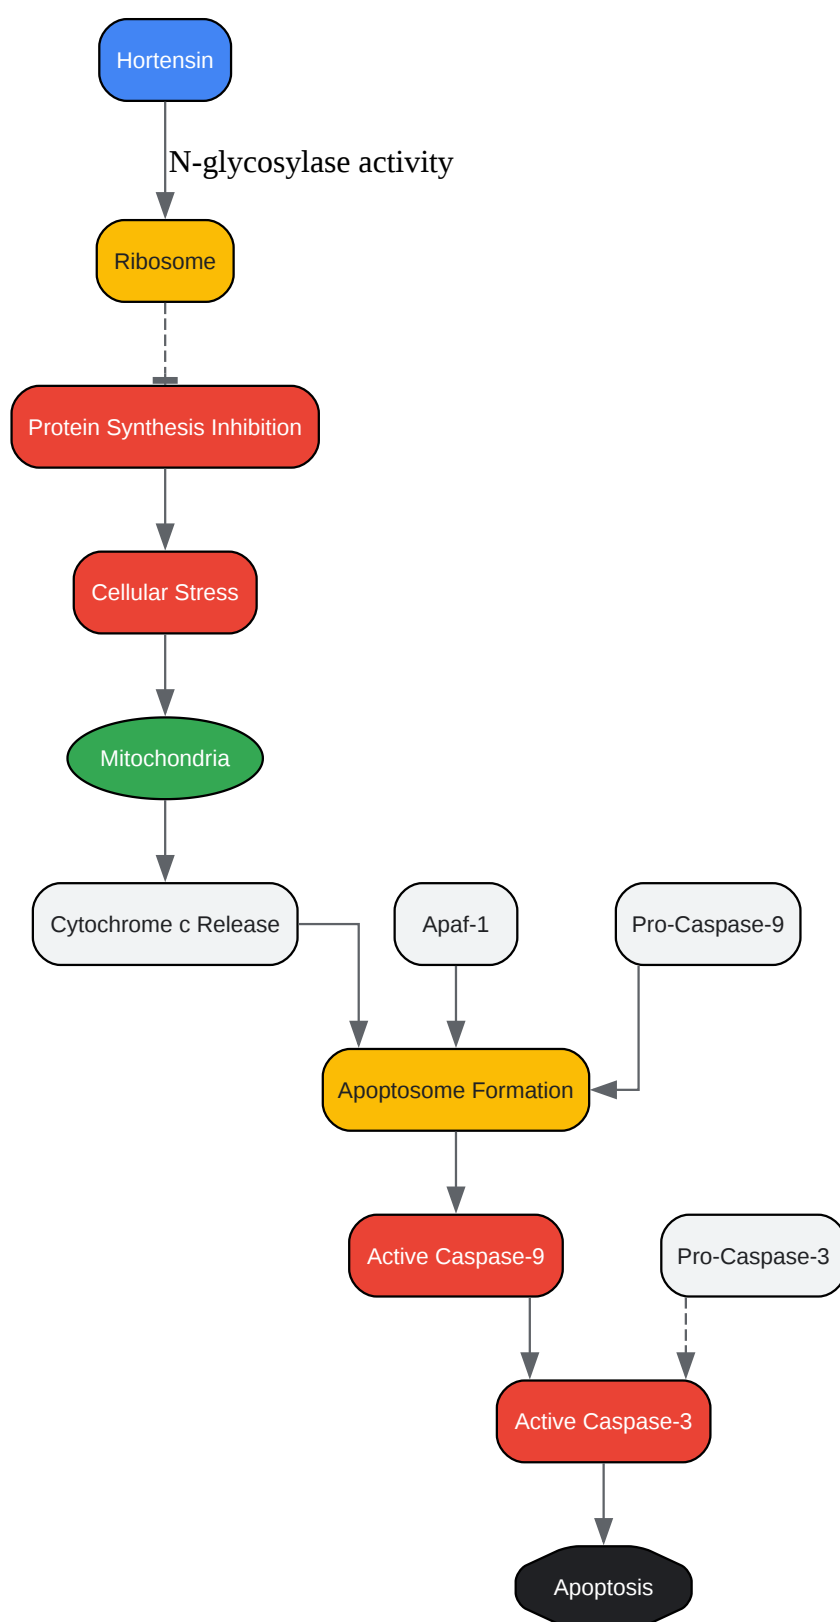 Hortensin
N-glycosylase activity
Ribosome
Protein Synthesis Inhibition
Cellular Stress
Mitochondria
Cytochrome c Release
Apaf-1
Pro-Caspase-9
Apoptosome Formation
Active Caspase-9
Pro-Caspase-3
Active Caspase-3
Apoptosis